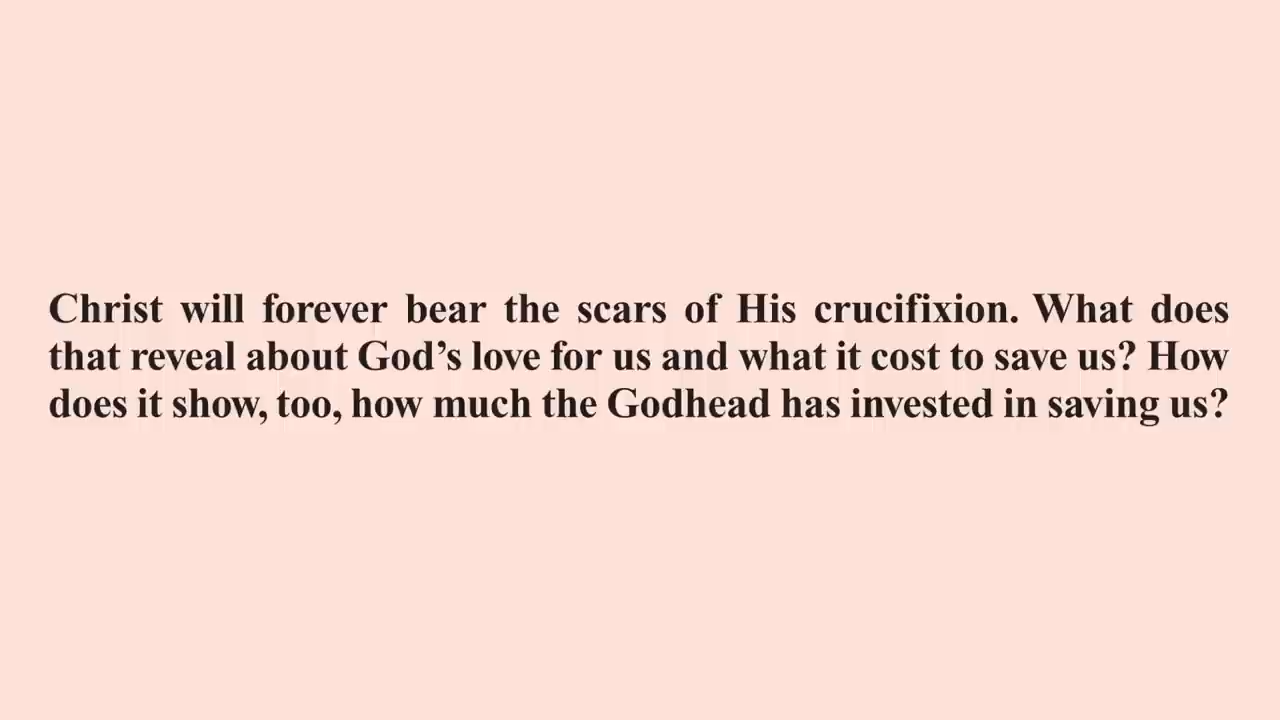 Christ will forever bear the scars of His crucifixion. What does
that reveal about God’s love for us and what it cost to save us? How
does it show, too, how much the Godhead has invested in saving us?